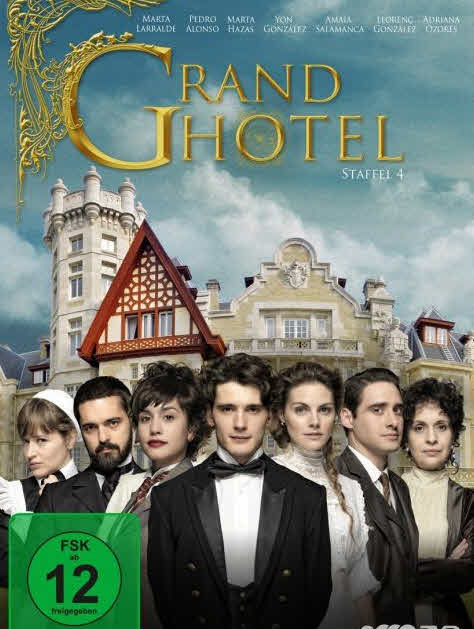 MARTA LARRALDE
PEDRO ALONSO
MARTA HAZAS
YON GONZÁLEZ
AMAIA SALAMANCA
LLORENÇ GONZÁLEZ
ADRIANA OZORES
GRAND
HOTEL
STAFFEL 4
FSK
ab
12
freigegeben